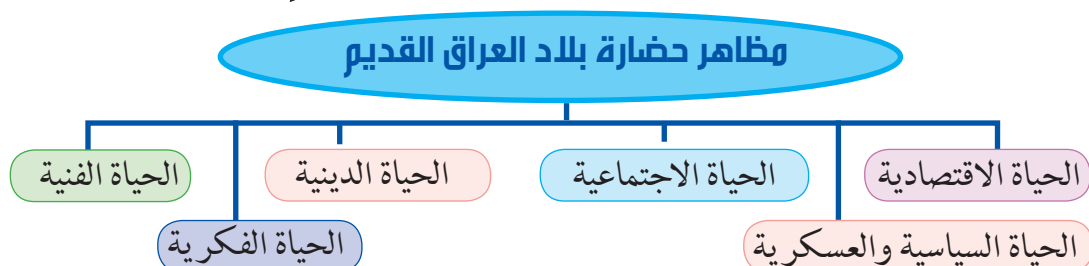 مظاهر حضارة بلاد العراق القديم
الحياة الاقتصادية
الحياة السياسية والعسكرية
الحياة الاجتماعية
الحياة الدينية
الحياة الفكرية
الحياة الفنية